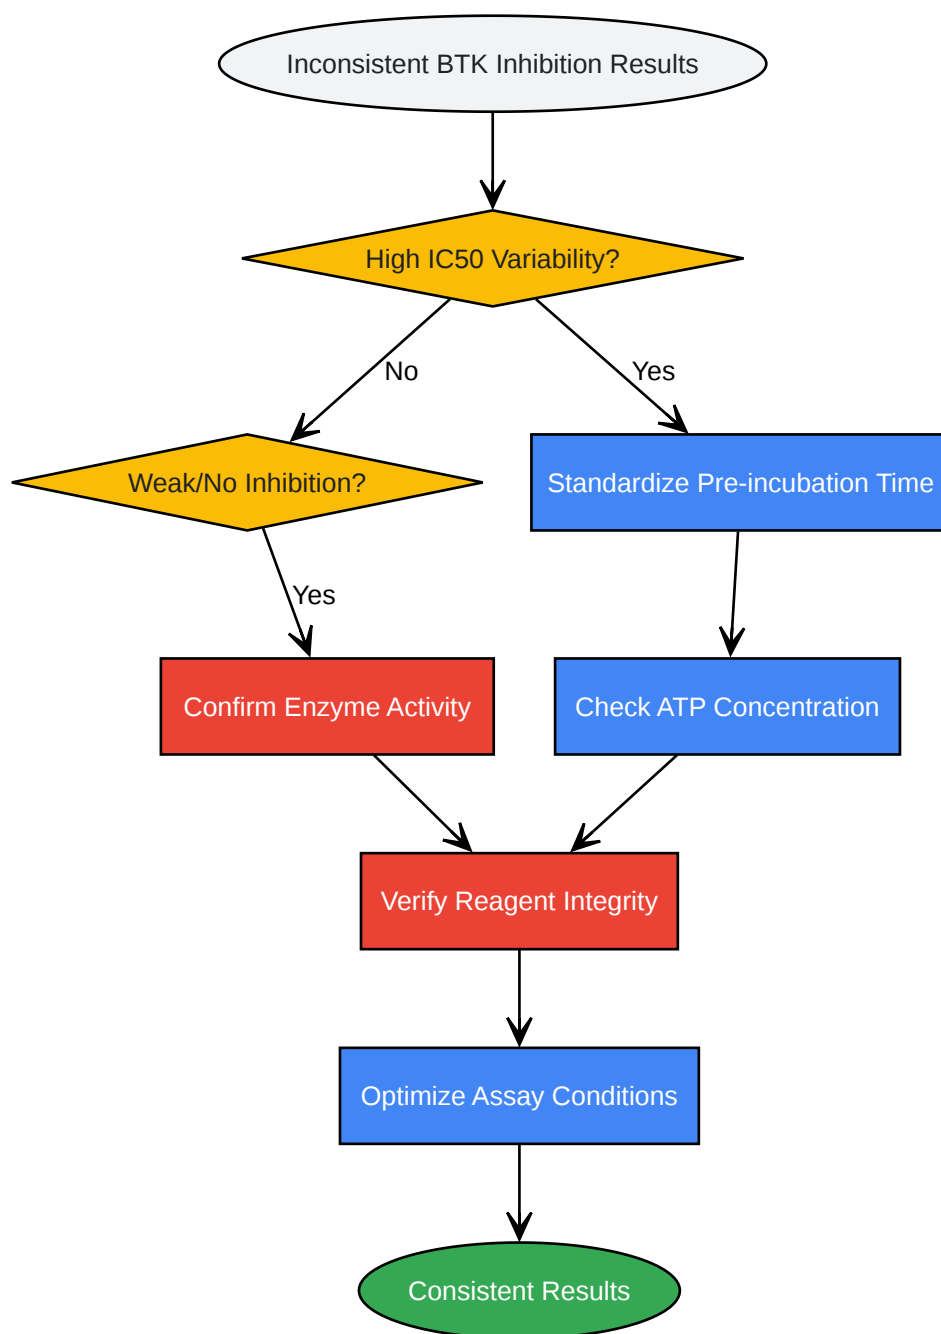 Inconsistent BTK Inhibition Results
High IC50 Variability?
No
Yes
Weak/No Inhibition?
Standardize Pre-incubation Time
Yes
Confirm Enzyme Activity
Check ATP Concentration
Verify Reagent Integrity
Optimize Assay Conditions
Consistent Results